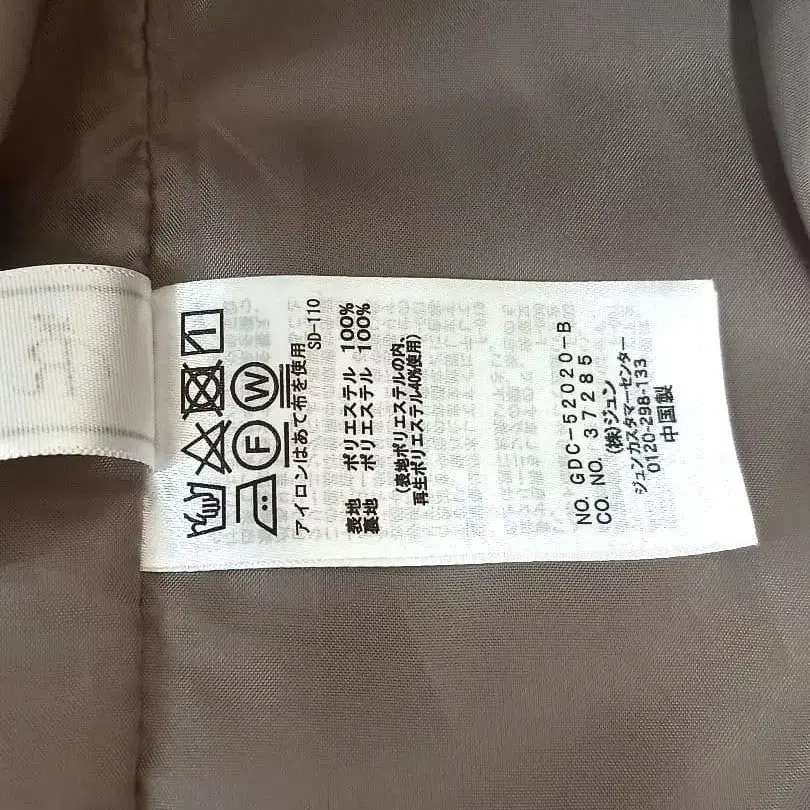 アイロンはあて布を使用
SD-110
表地 ポリエステル 100%
裏地 ポリエステル 100%
(表地ポリエステルの内、
再生ポリエステル40%使用)
NO. GDC-52020-B
CO. NO. 37285
(株)ジュン
ジュンカスタマーセンター
0120-298-133
中国製